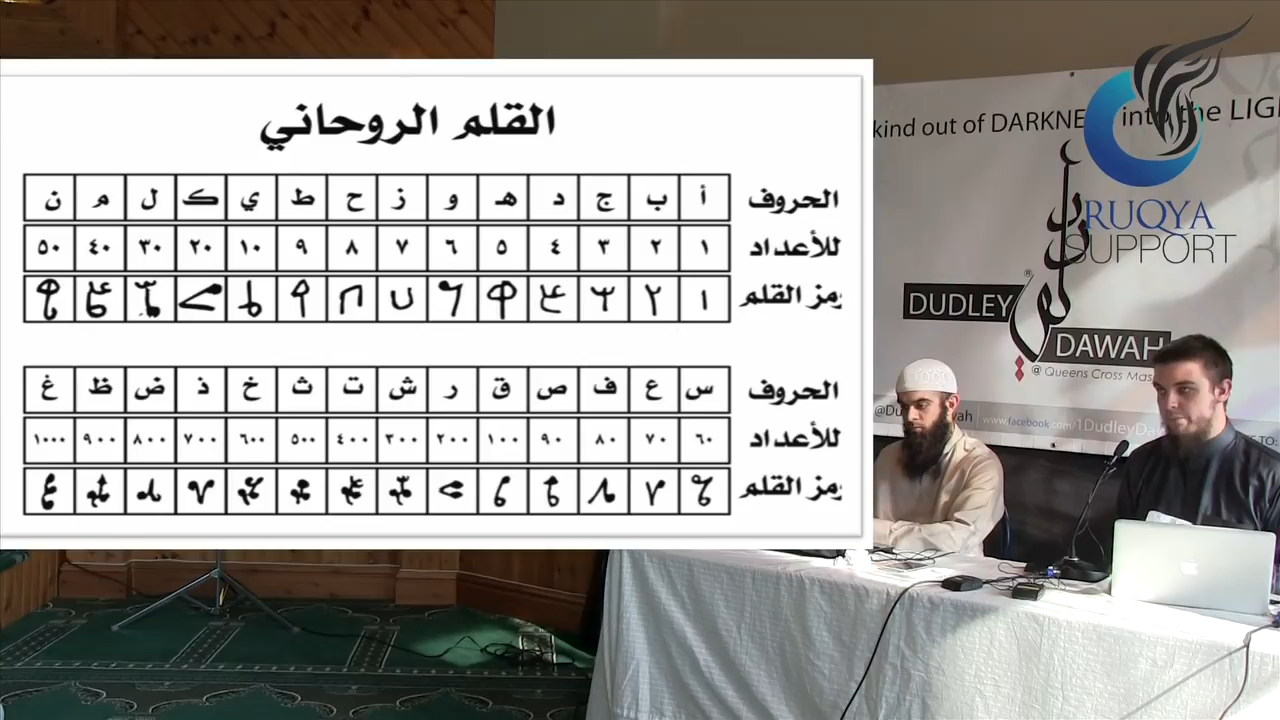 القلم الروحاني
الحروف أ ب ج د هـ و ز ح ط ي ك ل م ن
للأعداد ١ ٢ ٣ ٤ ٥ ٦ ٧ ٨ ٩ ١٠ ٢٠ ٣٠ ٤٠ ٥٠
مز القلم
الحروف س ع ف ص ق ر ش ت ث خ ذ ض ظ غ
للأعداد ٦٠ ٧٠ ٨٠ ٩٠ ١٠٠ ٢٠٠ ٣٠٠ ٤٠٠ ٥٠٠ ٦٠٠ ٧٠٠ ٨٠٠ ٩٠٠ ١٠٠٠
مز القلم
kind out of DARKNE into the LIG
RUQYA
SUPPORT
DUDLEY
DAWAH
®
@ Queens Cross Mas
www.facebook.com/1DudleyDa